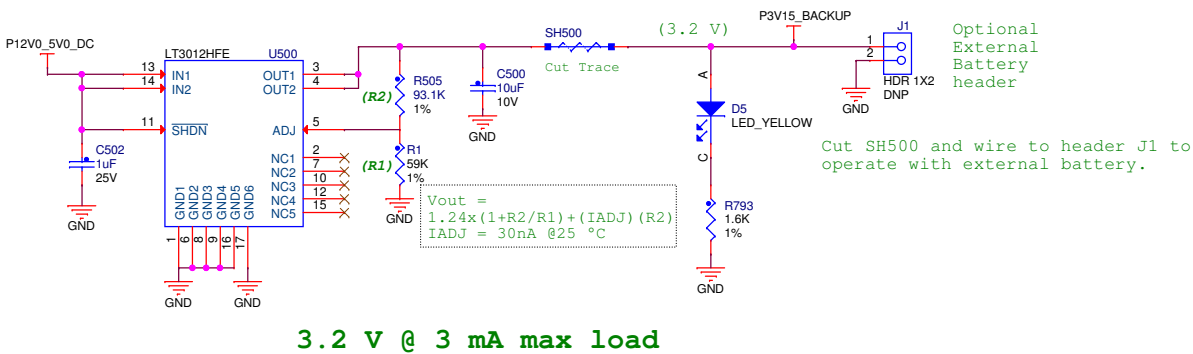 P12V0_5V0_DC
LT3012HFE
U500
13
IN1
14
IN2
11
SHDN
OUT1
3
OUT2
4
ADJ
5
NC1
2
NC2
7
NC3
10
NC4
12
NC5
15
GND1
GND2
GND3
GND4
GND5
GND6
1
6
8
9
16
17
C502
1uF
25V
GND
GND
GND
(R2)
R505
93.1K
1%
(R1)
R1
59K
1%
GND
C500
10uF
10V
GND
SH500
Cut Trace
(3.2 V)
P3V15_BACKUP
J1
1
2
HDR 1X2
DNP
GND
Optional
External
Battery
header
A
D5
LED_YELLOW
C
R793
1.6K
1%
GND
Cut SH500 and wire to header J1 to
operate with external battery.
Vout =
1.24x(1+R2/R1)+(IADJ)(R2)
IADJ = 30nA @25 °C
3.2 V @ 3 mA max load